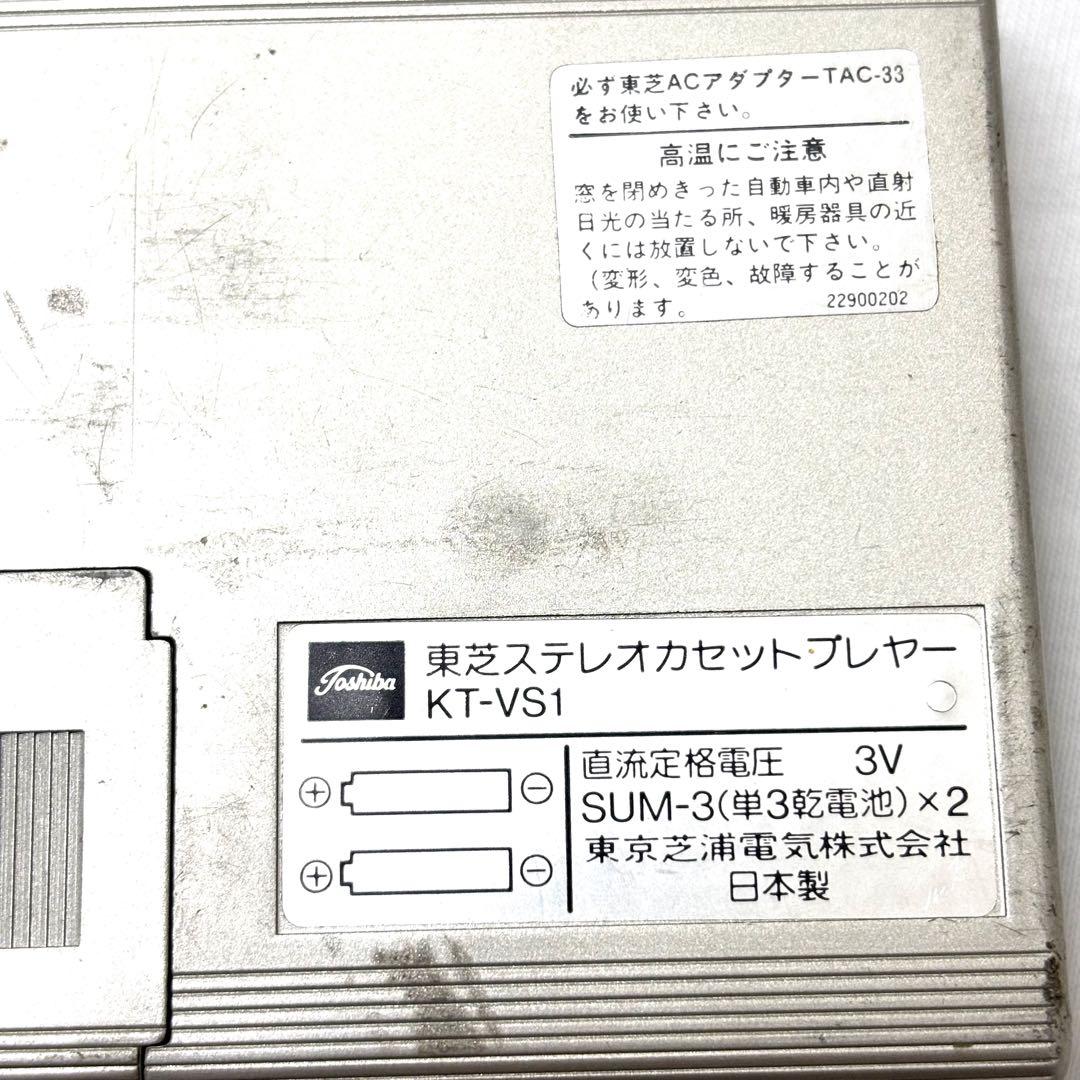 必ず東芝ACアダプターTAC-33
をお使い下さい。
高温にご注意
窓を閉めきった自動車内や直射
日光の当たる所、暖房器具の近
くには放置しないで下さい。
（変形、変色、故障することが
あります。 22900202
Toshiba
東芝ステレオカセットプレヤー
KT-VS1
⊕ ⊖
⊕ ⊖
直流定格電圧 3V
SUM-3(単3乾電池)×2
東京芝浦電気株式会社
日本製